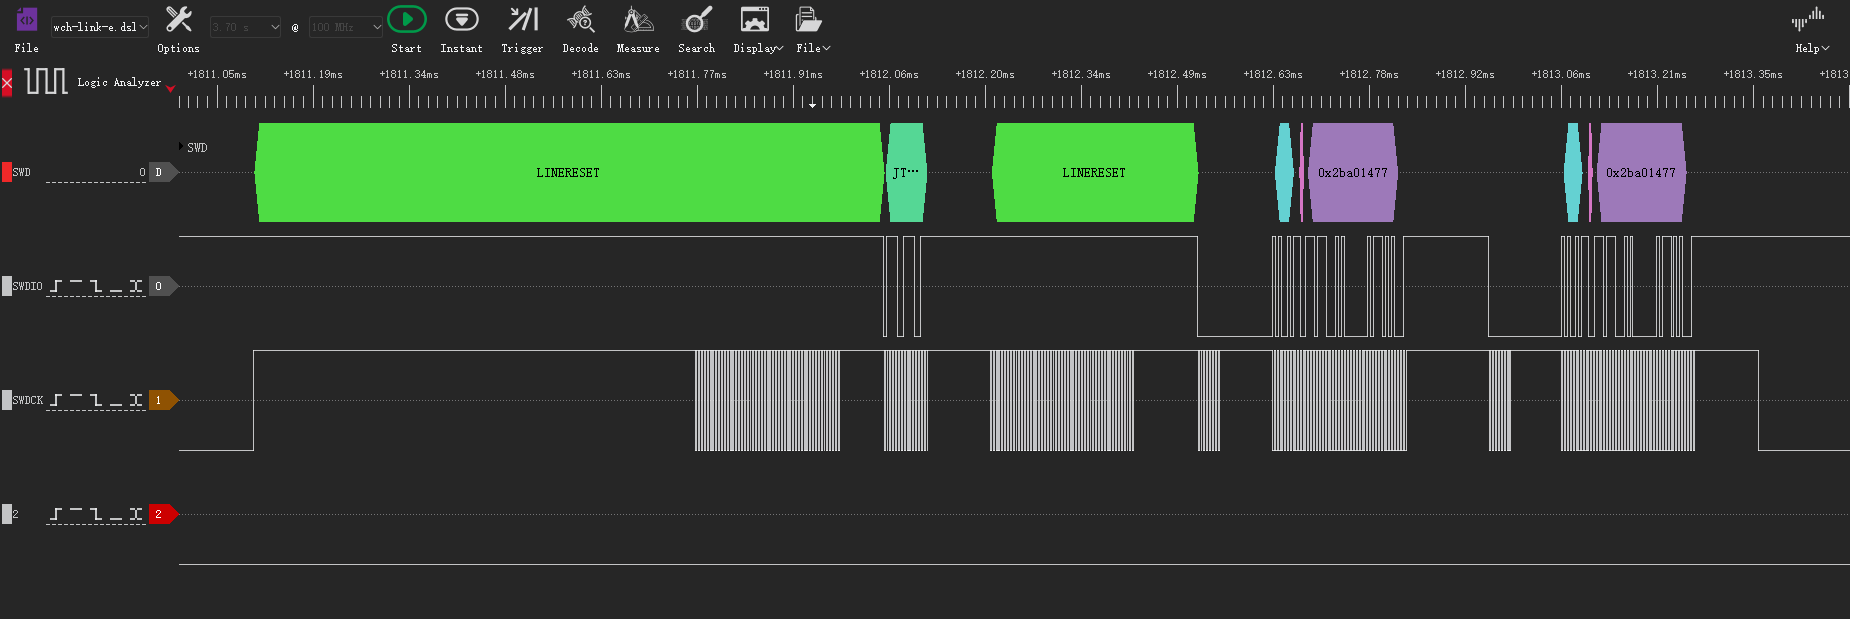 wch-link-e.dsl 3.70 s @ 100 MHz
File Options Start Instant Trigger Decode Measure Search Display File Help
Logic Analyzer
+1811.05ms +1811.19ms +1811.34ms +1811.48ms +1811.63ms +1811.77ms +1811.91ms +1812.06ms +1812.20ms +1812.34ms +1812.49ms +1812.63ms +1812.78ms +1812.92ms +1813.06ms +1813.21ms +1813.35ms +1813
SWD
SWD 0 D LINERESET JT… LINERESET 0x2ba01477 0x2ba01477
SWDIO 0
SWDCK 1
2 2